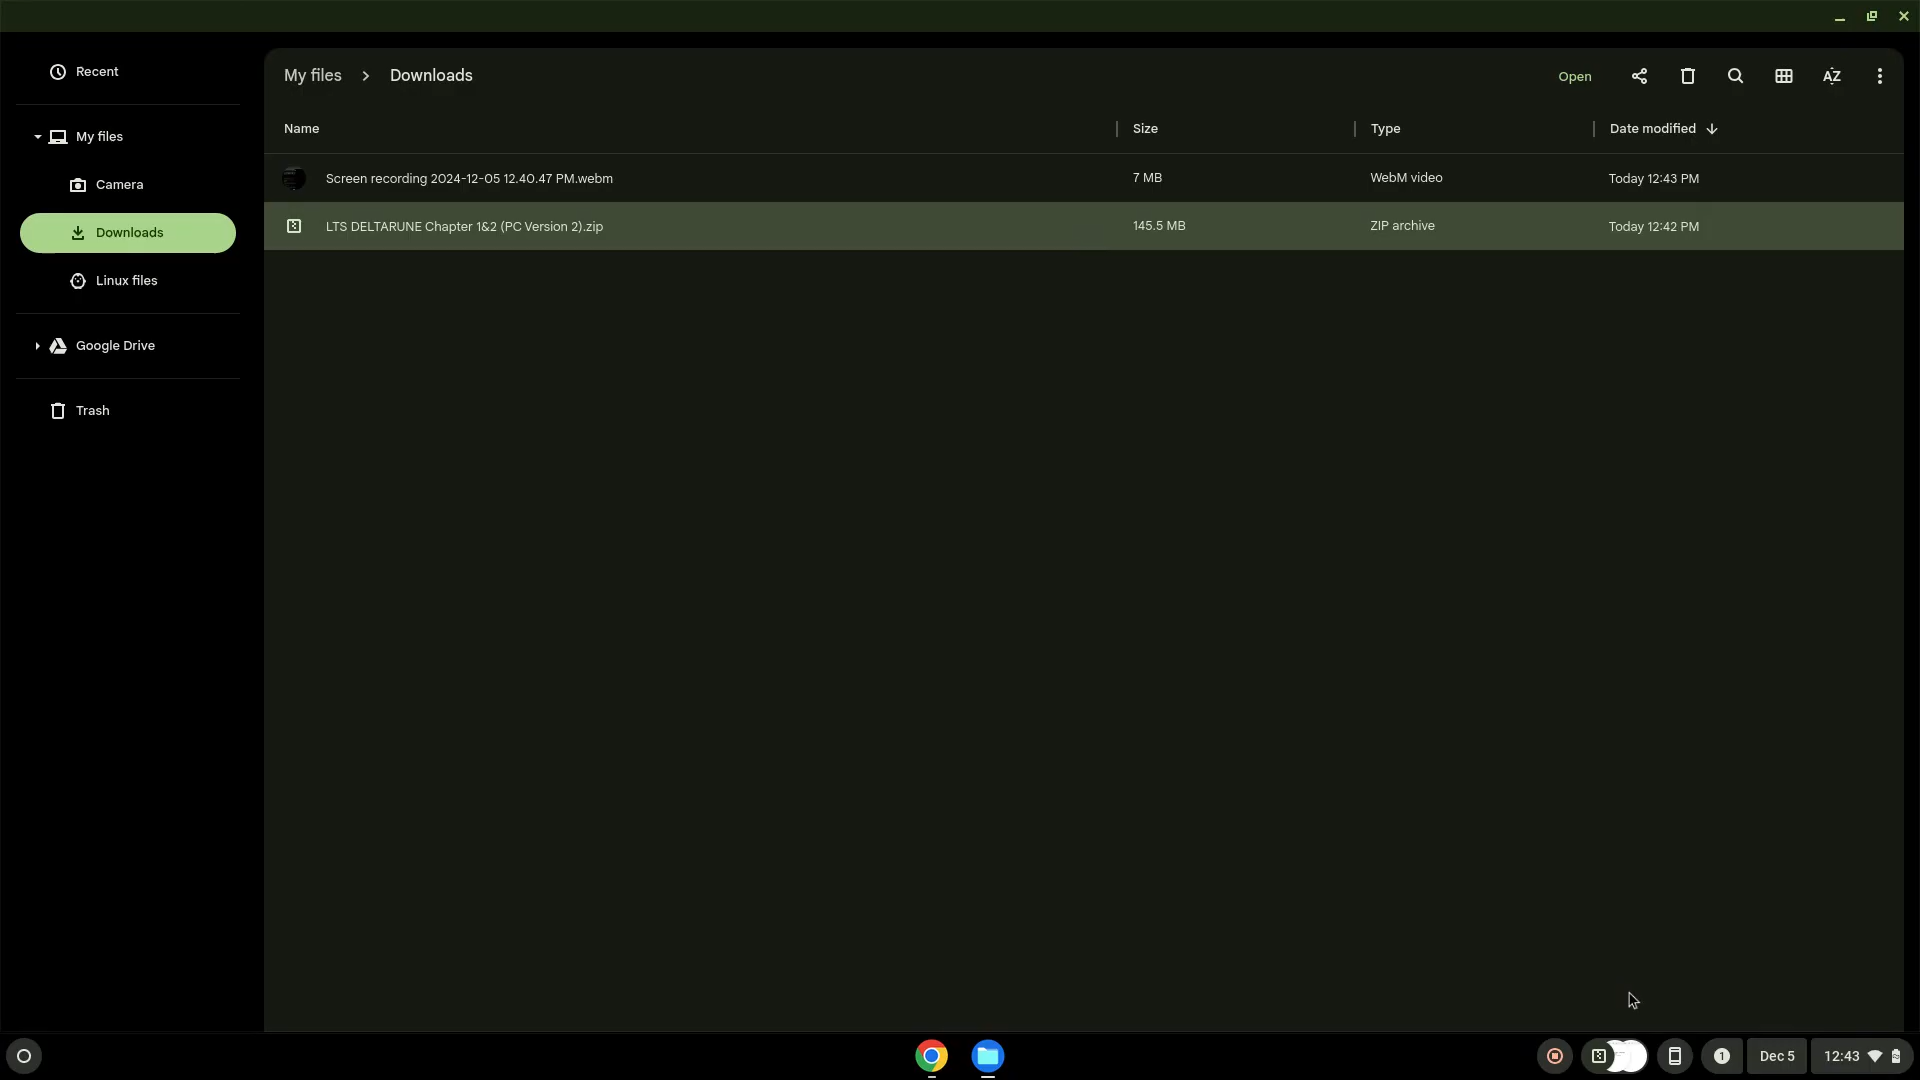 Recent
My files
Camera
Downloads
Linux files
Google Drive
Trash
My files > Downloads
Open
AZ
Name Size Type Date modified
Screen recording 2024-12-05 12.40.47 PM.webm 7 MB WebM video Today 12:43 PM
LTS DELTARUNE Chapter 1&2 (PC Version 2).zip 145.5 MB ZIP archive Today 12:42 PM
1 Dec 5 12:43